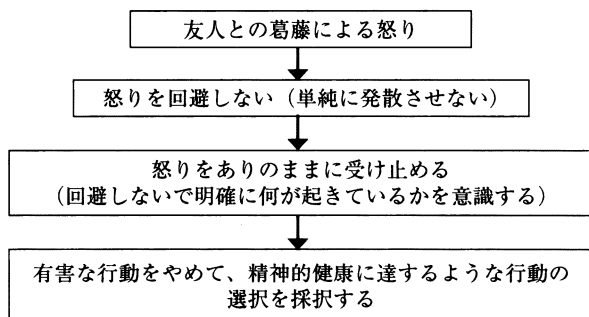 友人との葛藤による怒り
怒りを回避しない（単純に発散させない）
怒りをありのままに受け止める
（回避しないで明確に何が起きているかを意識する）
有害な行動をやめて、精神的健康に達するような行動の
選択を採択する